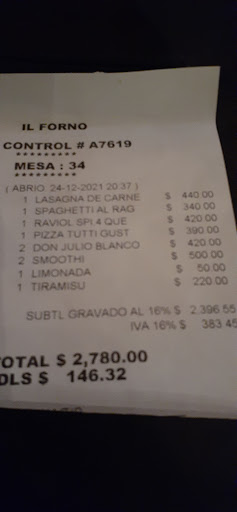 IL FORNO
CONTROL # A7619
*********
MESA : 34
*********
( ABRIO: 24-12-2021 20:37 )
1 LASAGNA DE CARNE $ 440.00
1 SPAGHETTI AL RAG $ 340.00
1 RAVIOL SPI.4 QUE $ 420.00
1 PIZZA TUTTI GUST $ 390.00
2 DON JULIO BLANCO $ 420.00
2 SMOOTHI $ 500.00
1 LIMONADA $ 50.00
1 TIRAMISU $ 220.00
SUBTL GRAVADO AL 16% $ 2,396.55
IVA 16% $ 383.45
OTAL $ 2,780.00
DLS $ 146.32